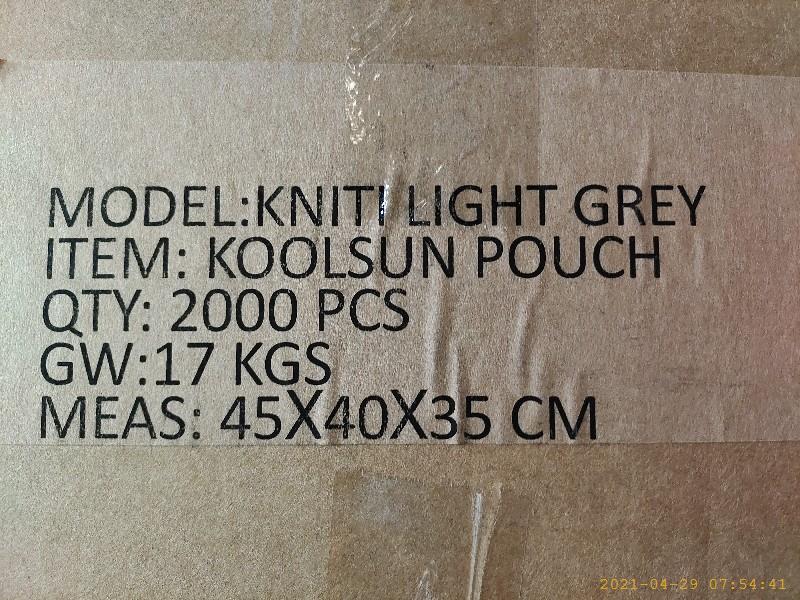 MODEL:KNITI LIGHT GREY
ITEM: KOOLSUN POUCH
QTY: 2000 PCS
GW:17 KGS
MEAS: 45X40X35 CM
2021-04-29 07:54:41